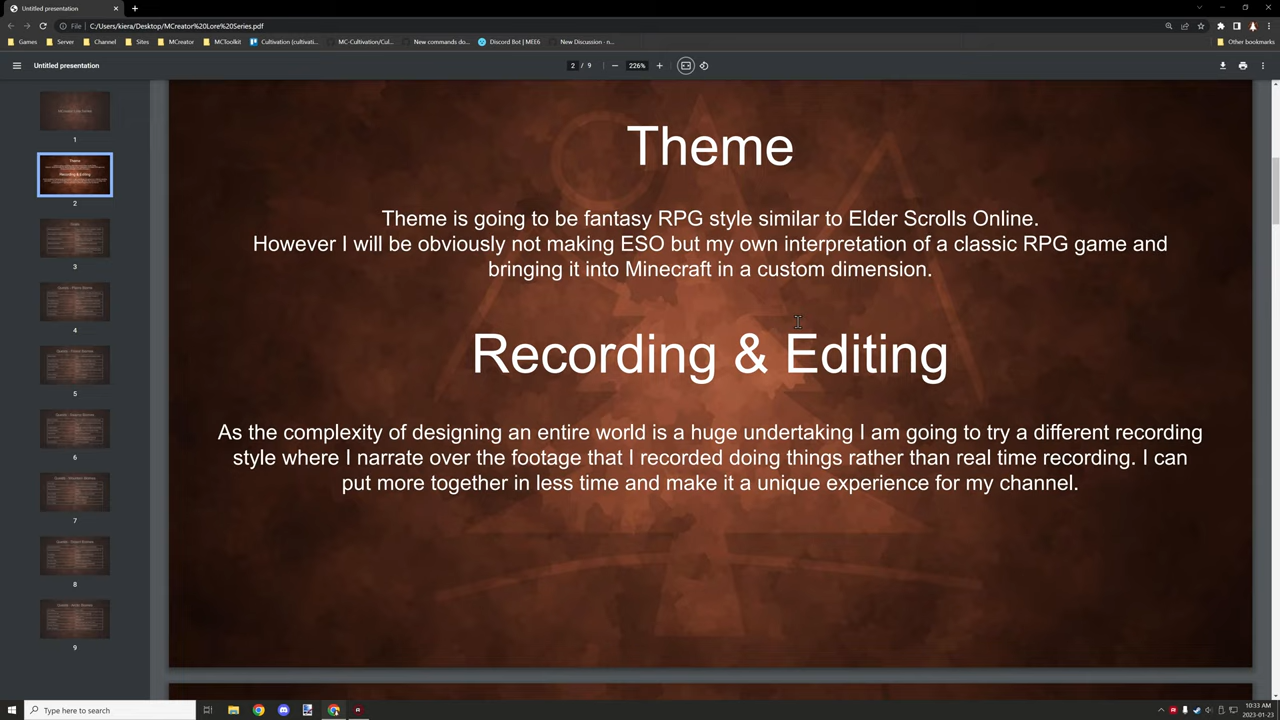 Untitled presentation
File
C:/Users/kiera/Desktop/MCreator%20Lore%20Series.pdf
Games
Server
Channel
Sites
MCreator
MCToolkit
Cultivation (cultivati...
MC-Cultivation/Cul...
New commands do...
Discord Bot | MEE6
New Discussion - n...
Other bookmarks
Untitled presentation
2 / 9
226%
1
2
3
4
5
6
7
8
9
Theme
Theme is going to be fantasy RPG style similar to Elder Scrolls Online.
However I will be obviously not making ESO but my own interpretation of a classic RPG game and
bringing it into Minecraft in a custom dimension.
Recording & Editing
As the complexity of designing an entire world is a huge undertaking I am going to try a different recording
style where I narrate over the footage that I recorded doing things rather than real time recording. I can
put more together in less time and make it a unique experience for my channel.
Type here to search
10:33 AM
2023-01-23